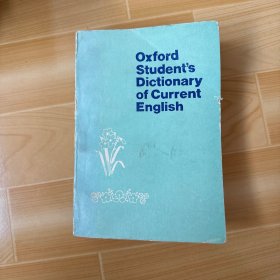 Oxford
Student's
Dictionary
of Current
English